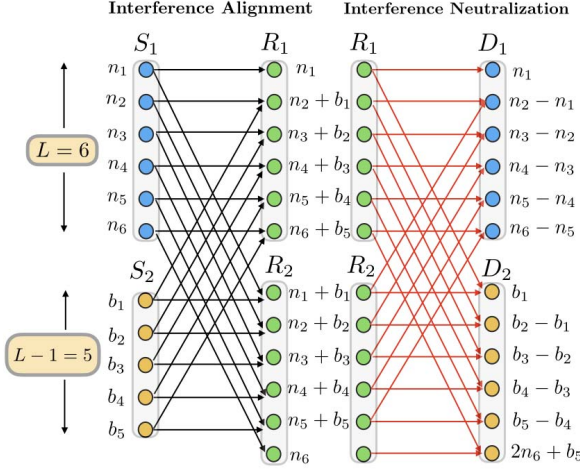 Interference Alignment Interference Neutralization
S₁ R₁ R₁ D₁
n₁ n₁ n₁
n₂ n₂ + b₁ n₂ − n₁
n₃ n₃ + b₂ n₃ − n₂
L = 6
n₄ n₄ + b₃ n₄ − n₃
n₅ n₅ + b₄ n₅ − n₄
n₆ n₆ + b₅ n₆ − n₅
S₂ R₂ R₂ D₂
b₁ n₁ + b₁ b₁
b₂ n₂ + b₂ b₂ − b₁
L − 1 = 5
b₃ n₃ + b₃ b₃ − b₂
b₄ n₄ + b₄ b₄ − b₃
b₅ n₅ + b₅ b₅ − b₄
n₆ 2n₆ + b₅